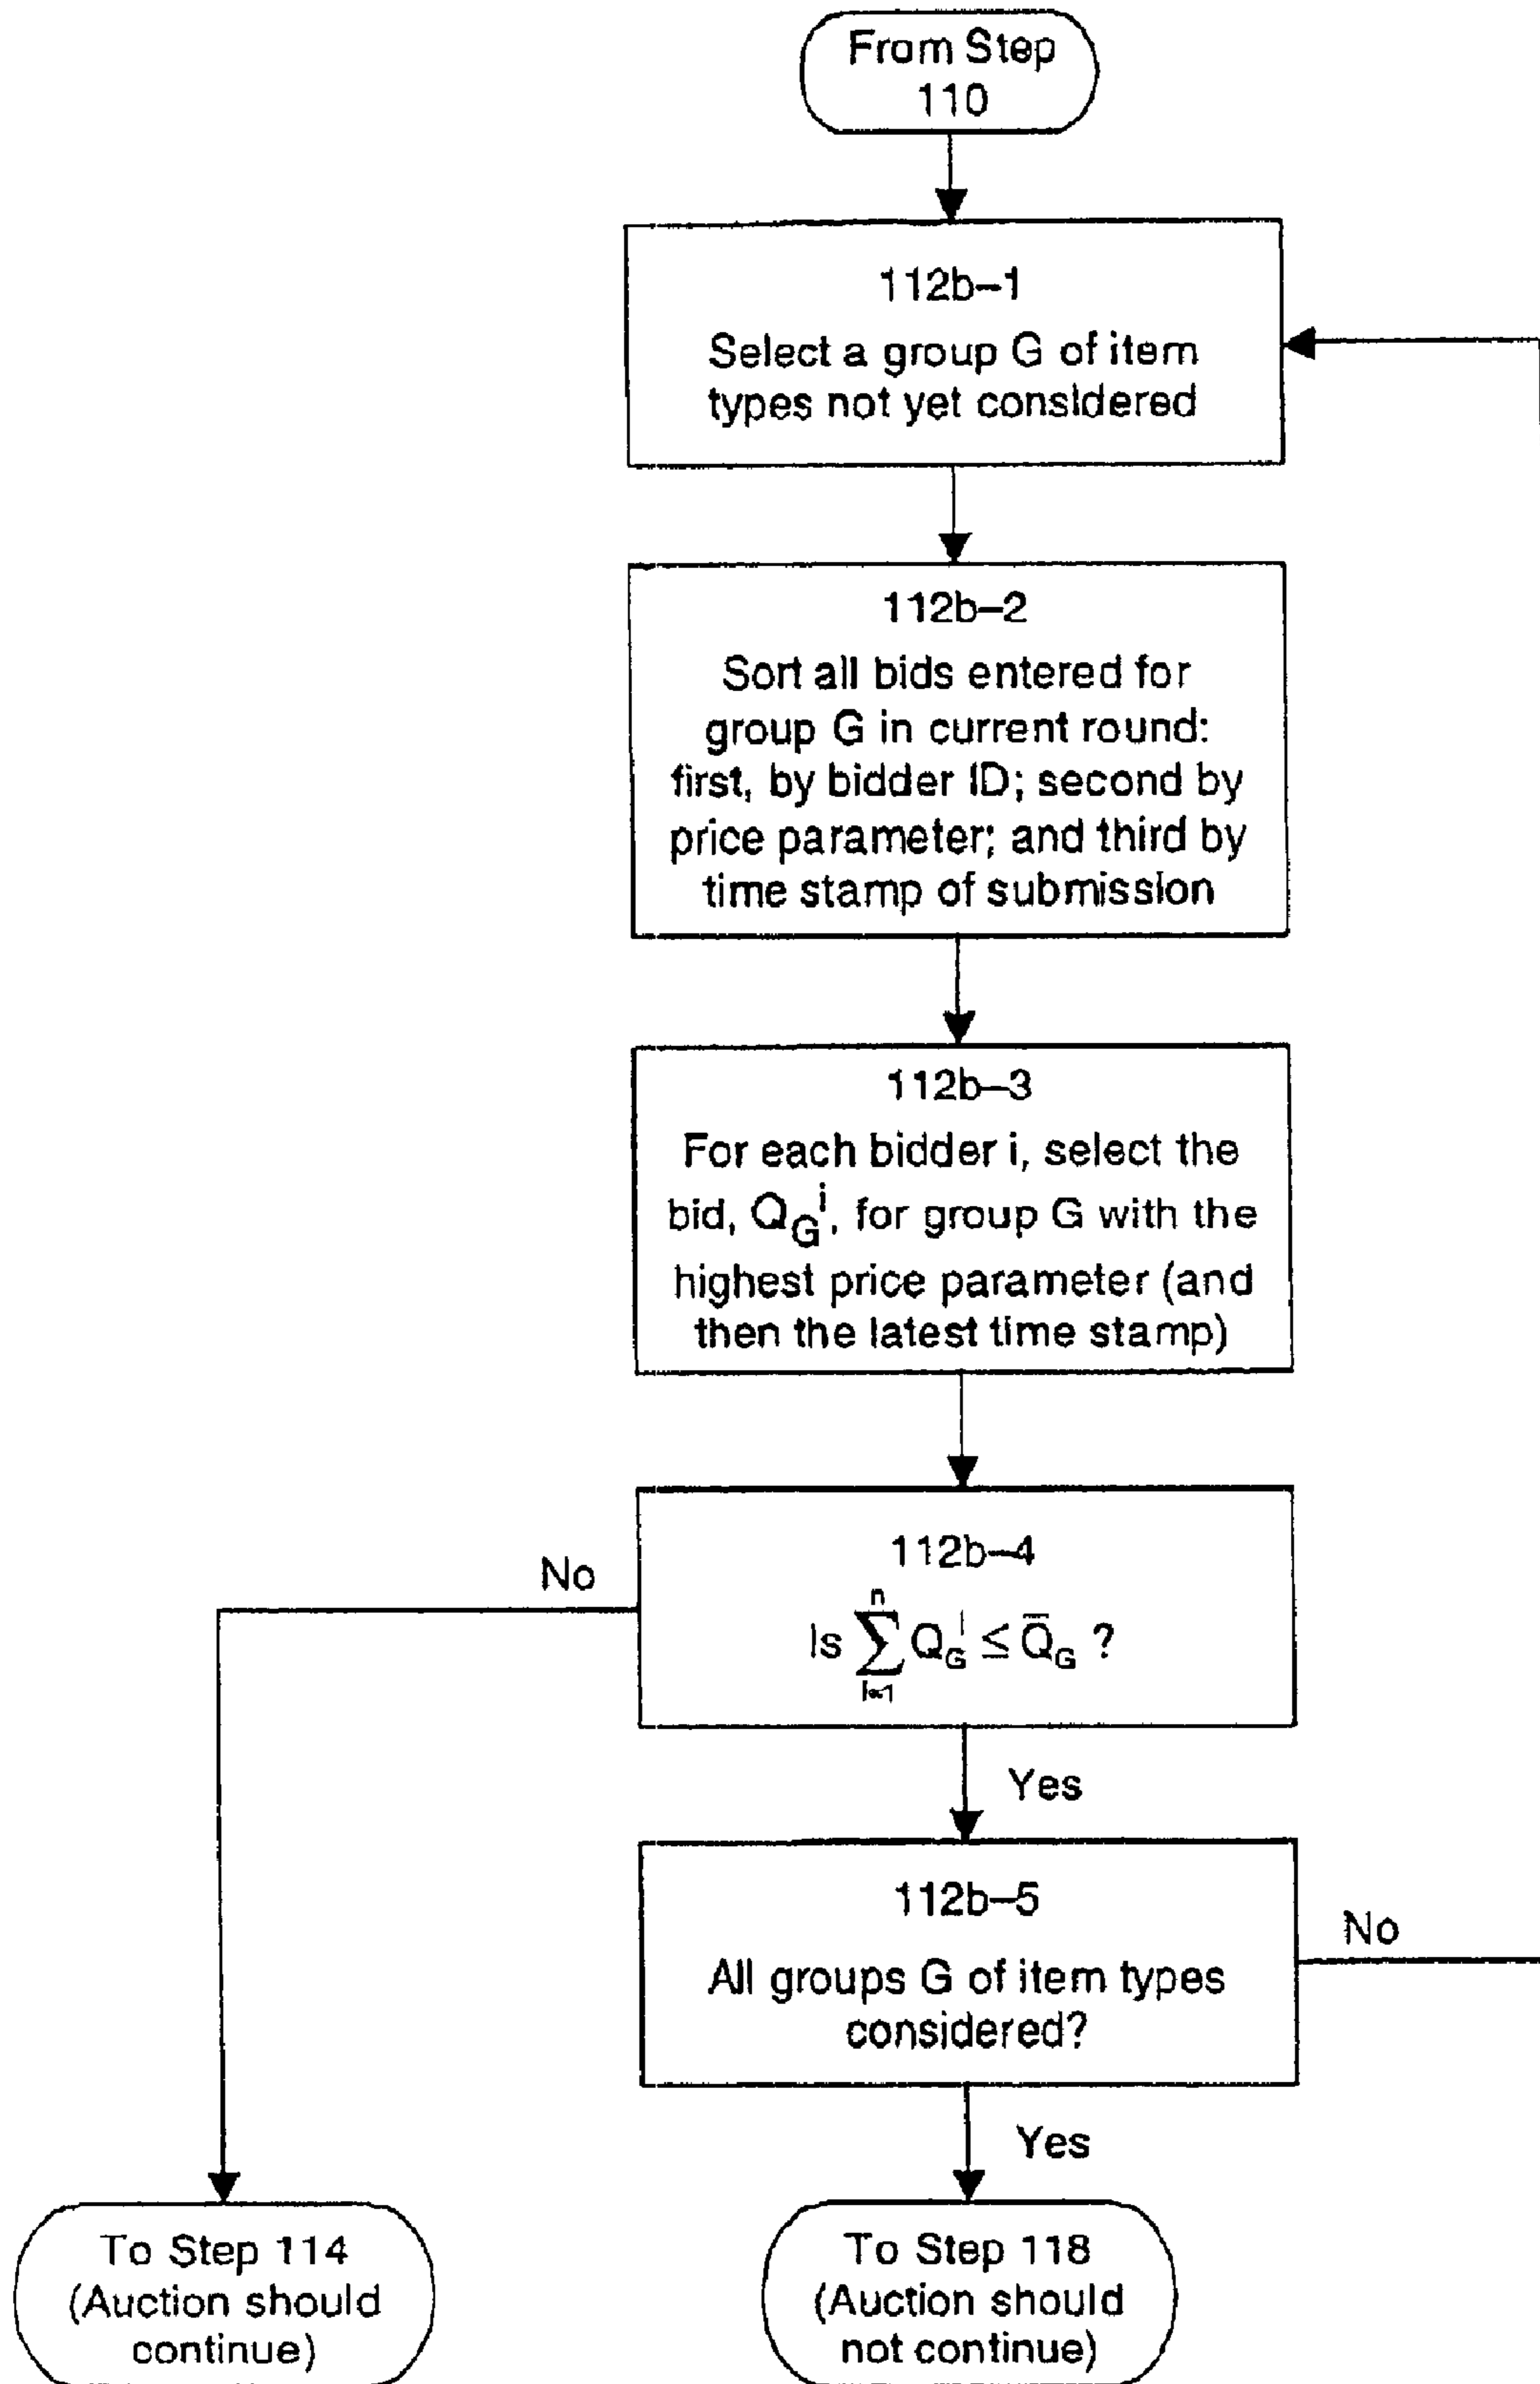 From Step
110
112b–1
Select a group G of item
types not yet considered
112b–2
Sort all bids entered for
group G in current round:
first, by bidder ID; second by
price parameter; and third by
time stamp of submission
112b–3
For each bidder i, select the
bid, Q_G^i, for group G with the
highest price parameter (and
then the latest time stamp)
112b–4
No
Is ∑_{i=1}^{n} Q_G^i ≤ Q̅_G ?
Yes
112b–5
No
All groups G of item types
considered?
Yes
To Step 114
(Auction should
continue)
To Step 118
(Auction should
not continue)